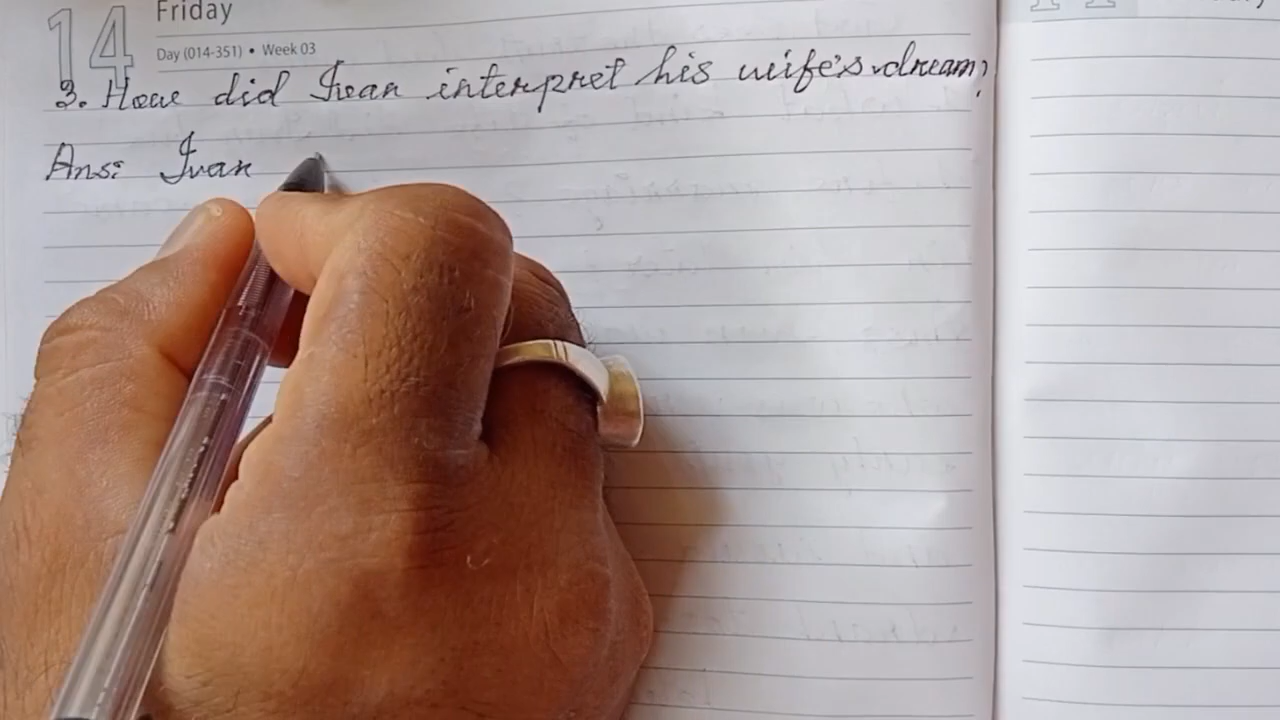 14
Friday
Day (014-351) • Week 03
3. How did Ivan interpret his wife's dream?
Ans: Ivan